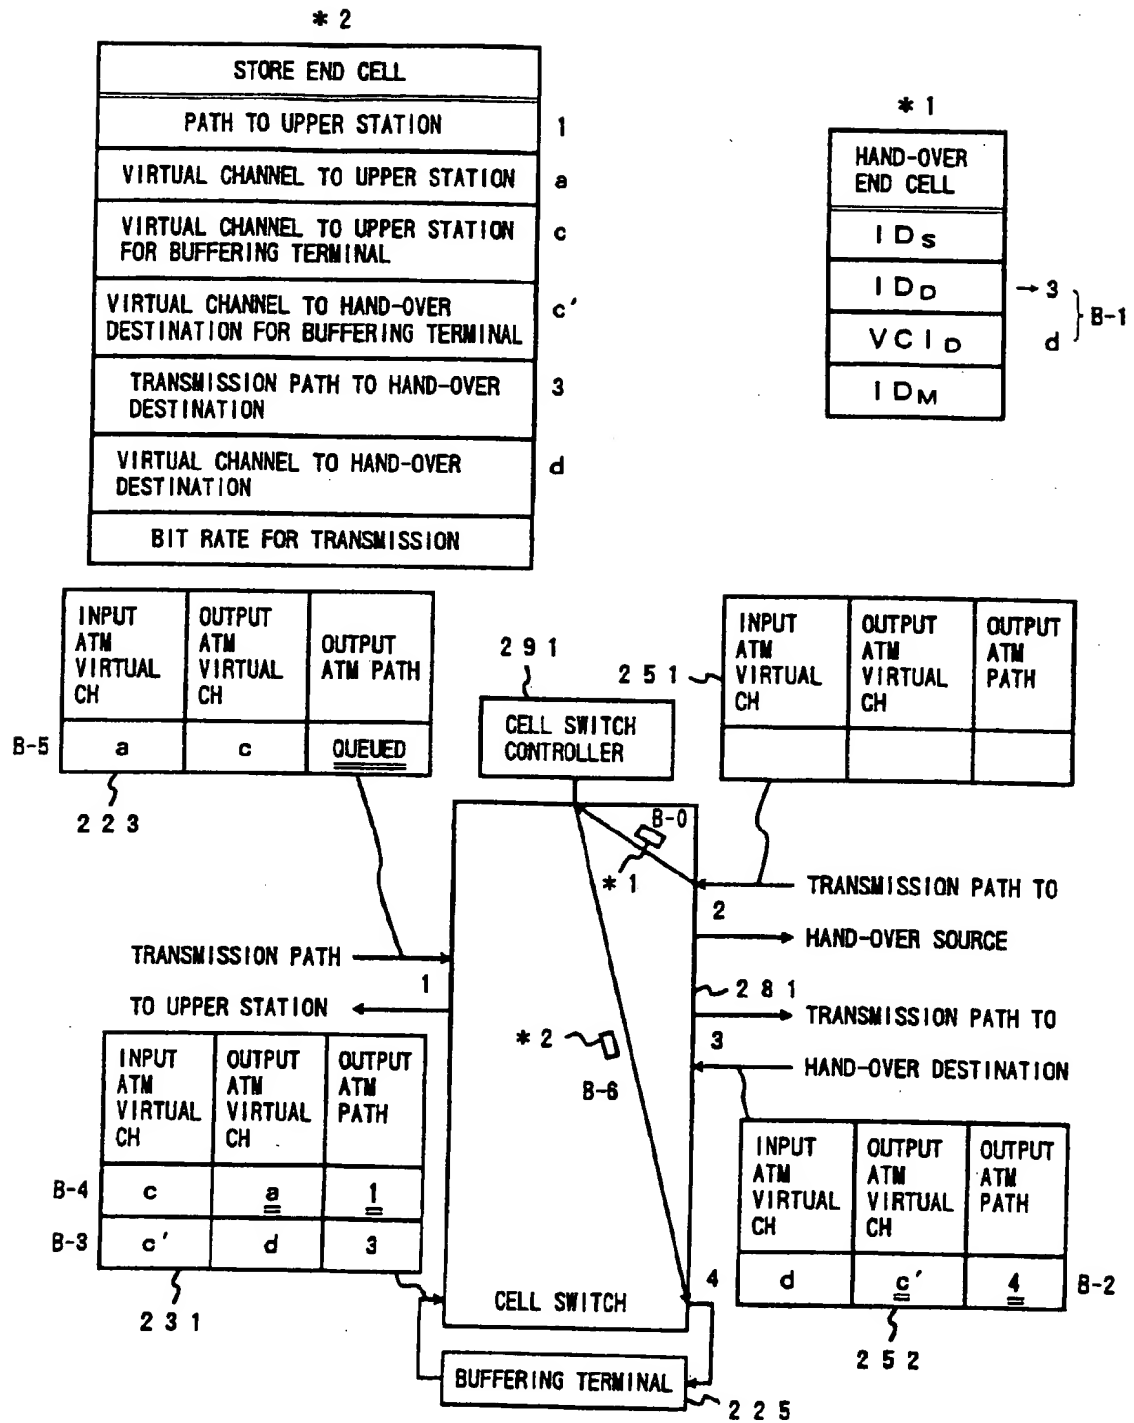 * 2
STORE END CELL
PATH TO UPPER STATION 1
VIRTUAL CHANNEL TO UPPER STATION a
VIRTUAL CHANNEL TO UPPER STATION
FOR BUFFERING TERMINAL
c
VIRTUAL CHANNEL TO HAND-OVER
DESTINATION FOR BUFFERING TERMINAL
c'
TRANSMISSION PATH TO HAND-OVER
DESTINATION
3
VIRTUAL CHANNEL TO HAND-OVER
DESTINATION
d
BIT RATE FOR TRANSMISSION
* 1
HAND-OVER
END CELL
IDS
IDD → 3
VCID d
B-1
IDM
INPUT
ATM
VIRTUAL
CH
OUTPUT
ATM
VIRTUAL
CH
OUTPUT
ATM PATH
B-5 a c QUEUED
223
291
CELL SWITCH
CONTROLLER
251
INPUT
ATM
VIRTUAL
CH
OUTPUT
ATM
VIRTUAL
CH
OUTPUT
ATM
PATH
B-0
* 1
TRANSMISSION PATH TO
2
HAND-OVER SOURCE
TRANSMISSION PATH
1
TO UPPER STATION
281
TRANSMISSION PATH TO
3
HAND-OVER DESTINATION
* 2
B-6
INPUT
ATM
VIRTUAL
CH
OUTPUT
ATM
VIRTUAL
CH
OUTPUT
ATM
PATH
B-4 c a 1
B-3 c' d 3
231
INPUT
ATM
VIRTUAL
CH
OUTPUT
ATM
VIRTUAL
CH
OUTPUT
ATM
PATH
d c' 4 B-2
252
4
CELL SWITCH
BUFFERING TERMINAL
225